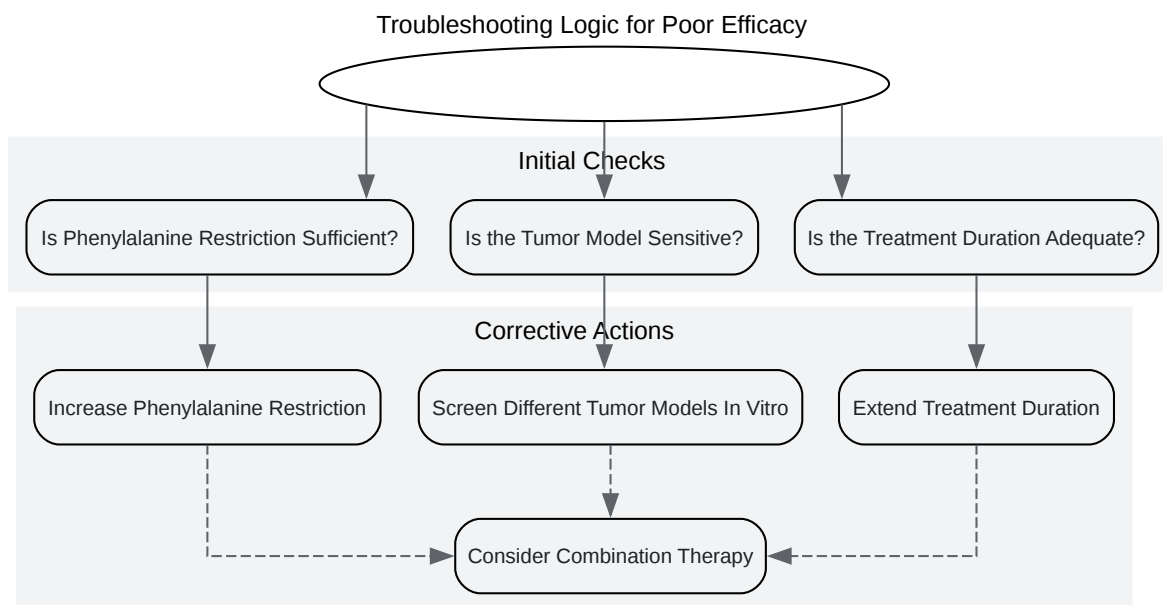 Troubleshooting Logic for Poor Efficacy
Initial Checks
Is Phenylalanine Restriction Sufficient?
Is the Tumor Model Sensitive?
Is the Treatment Duration Adequate?
Corrective Actions
Increase Phenylalanine Restriction
Screen Different Tumor Models In Vitro
Extend Treatment Duration
Consider Combination Therapy